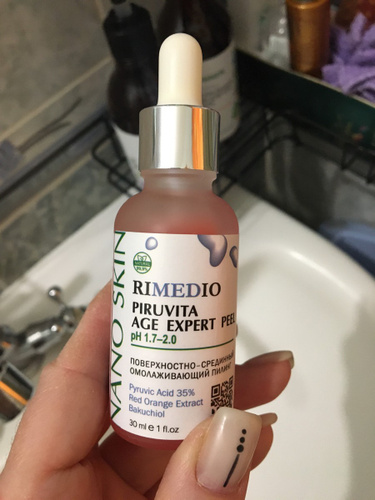 NANO SKIN
RIMEDIO
PIRUVITA
AGE EXPERT PEEL
pH 1.7–2.0
ПОВЕРХНОСТНО-СРЕДИННЫЙ
ОМОЛАЖИВАЮЩИЙ ПИЛИНГ
Pyruvic Acid 35%
Red Orange Extract
Bakuchiol
30 ml e 1 fl.oz